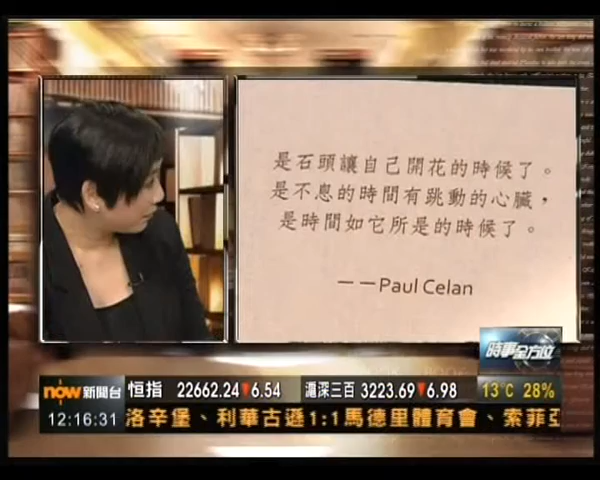 是石頭讓自己開花的時候了。
是不息的時間有跳動的心臟，
是時間如它所是的時候了。
——Paul Celan
時事全方位
now 新聞台 恒指 22662.24▼6.54 滬深三百 3223.69▼6.98 13°C 28%
12:16:31 洛辛堡、利華古遜1:1馬德里體育會、索菲亞